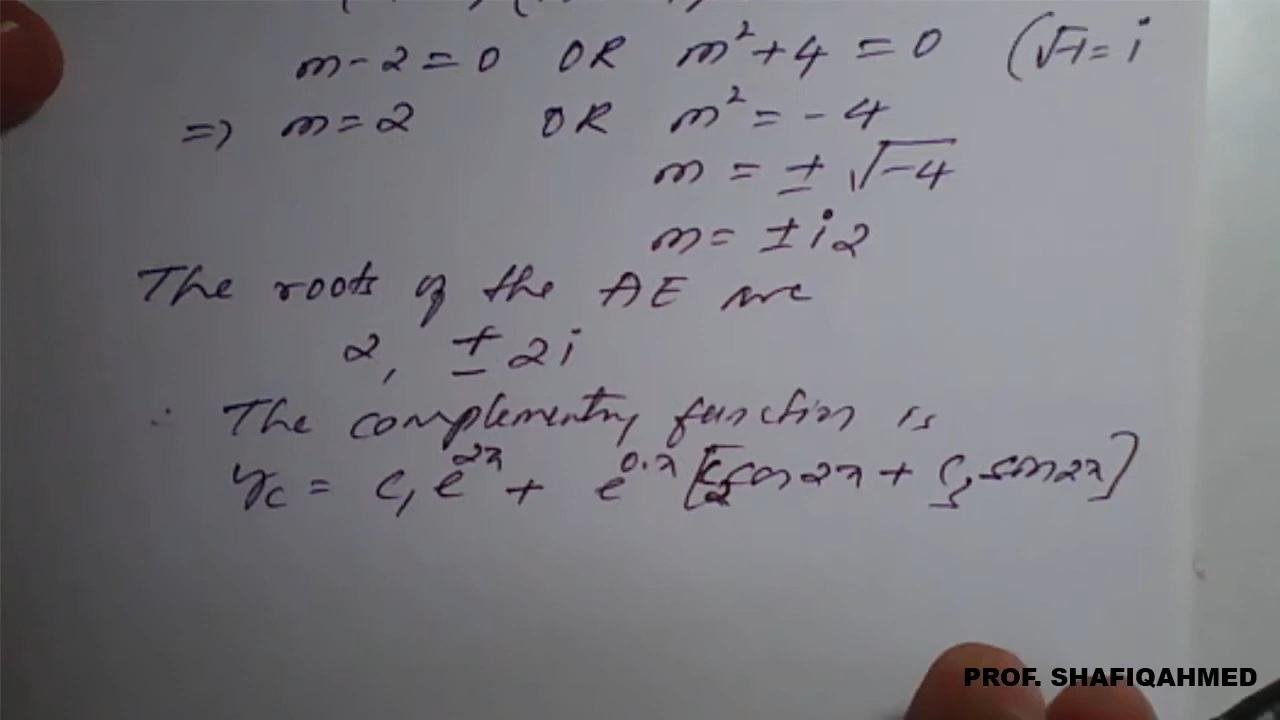 m-2=0 OR m²+4=0 (√-1=i
=> m=2 OR m²=-4
m = ± √-4
m= ±i2
The roots of the AE are
2, ±2i
∴ The complementry function is
yc = c₁e^2x + e^0.x [c₂cos2x + c₃sin2x]
PROF. SHAFIQAHMED